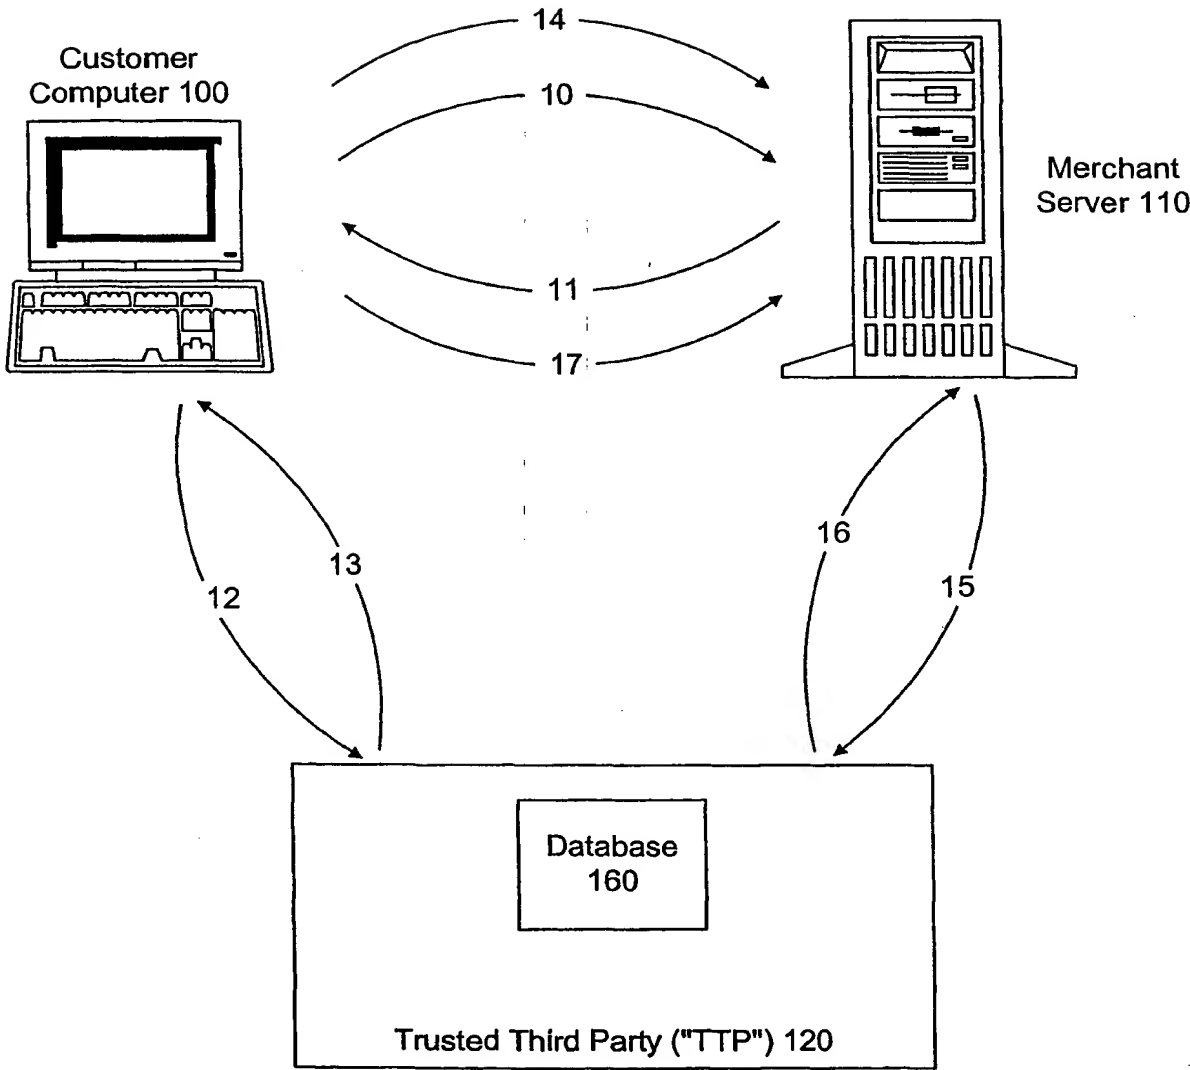 14
Customer
Computer 100
10
Merchant
Server 110
11
17
16
13
15
12
Database
160
Trusted Third Party ("TTP") 120